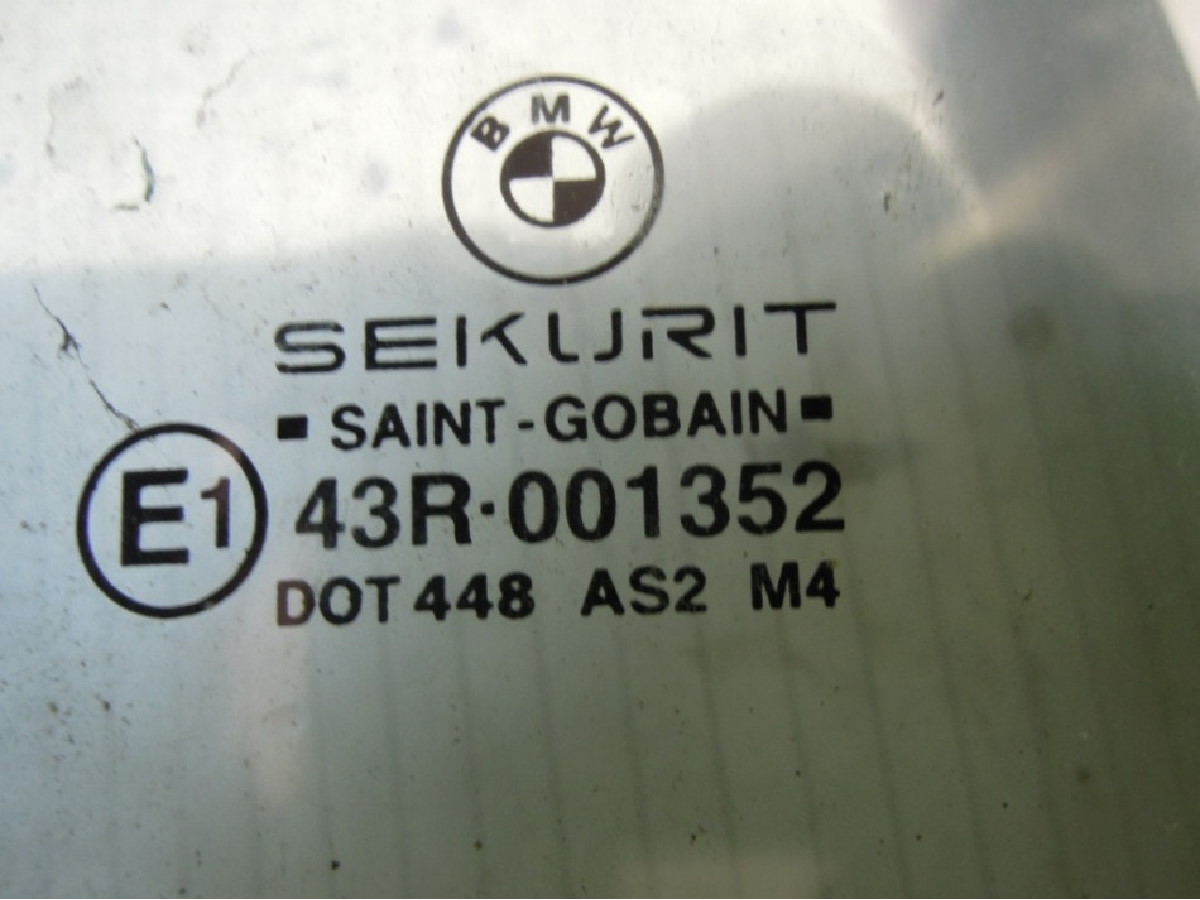 BMW
SEKURIT
▪ SAINT-GOBAIN ▪
E1 43R·001352
DOT 448 AS2 M4